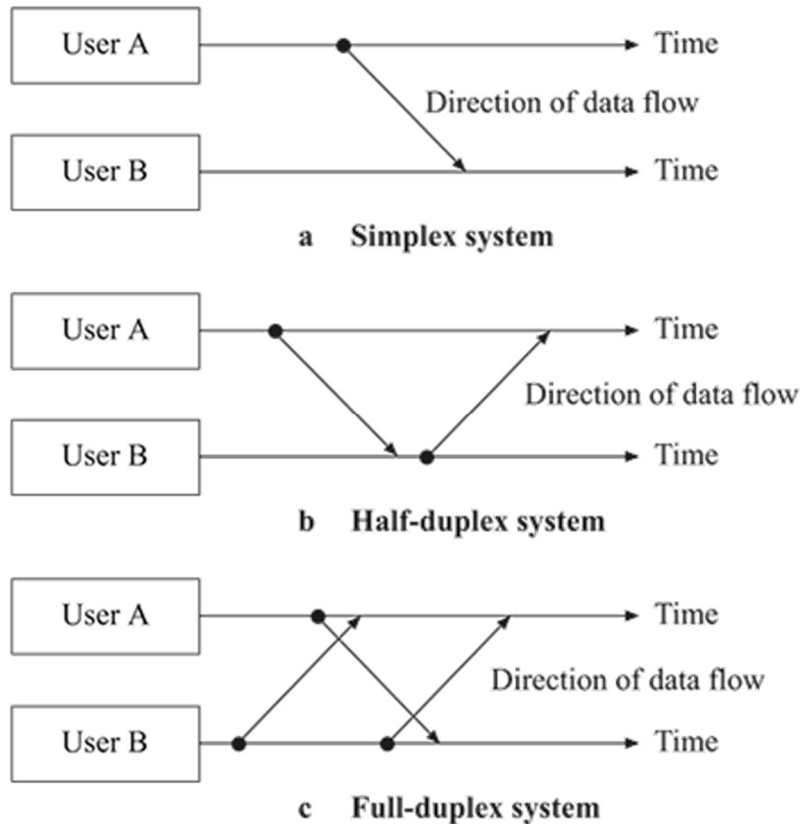 User A
Time
Direction of data flow
User B
Time
a Simplex system
User A
Time
Direction of data flow
User B
Time
b Half-duplex system
User A
Time
Direction of data flow
User B
Time
c Full-duplex system